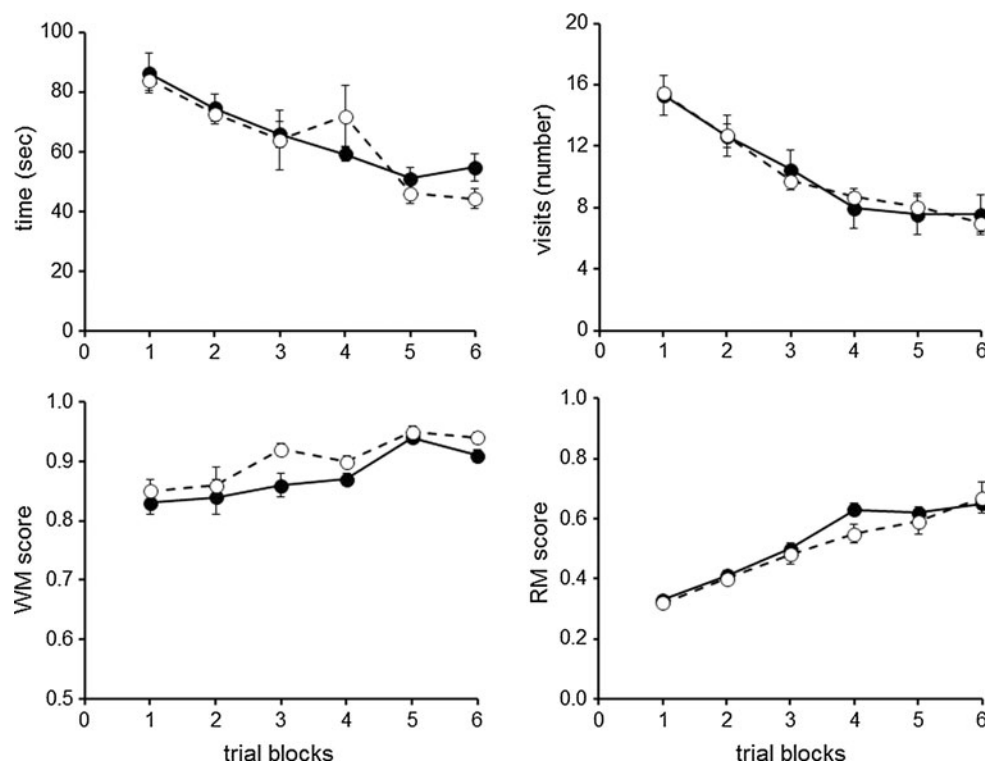 time (sec)
100
80
60
40
20
0
0 1 2 3 4 5 6
visits (number)
20
16
12
8
4
0
0 1 2 3 4 5 6
WM score
1.0
0.9
0.8
0.7
0.6
0.5
0 1 2 3 4 5 6
trial blocks
RM score
1.0
0.8
0.6
0.4
0.2
0.0
0 1 2 3 4 5 6
trial blocks